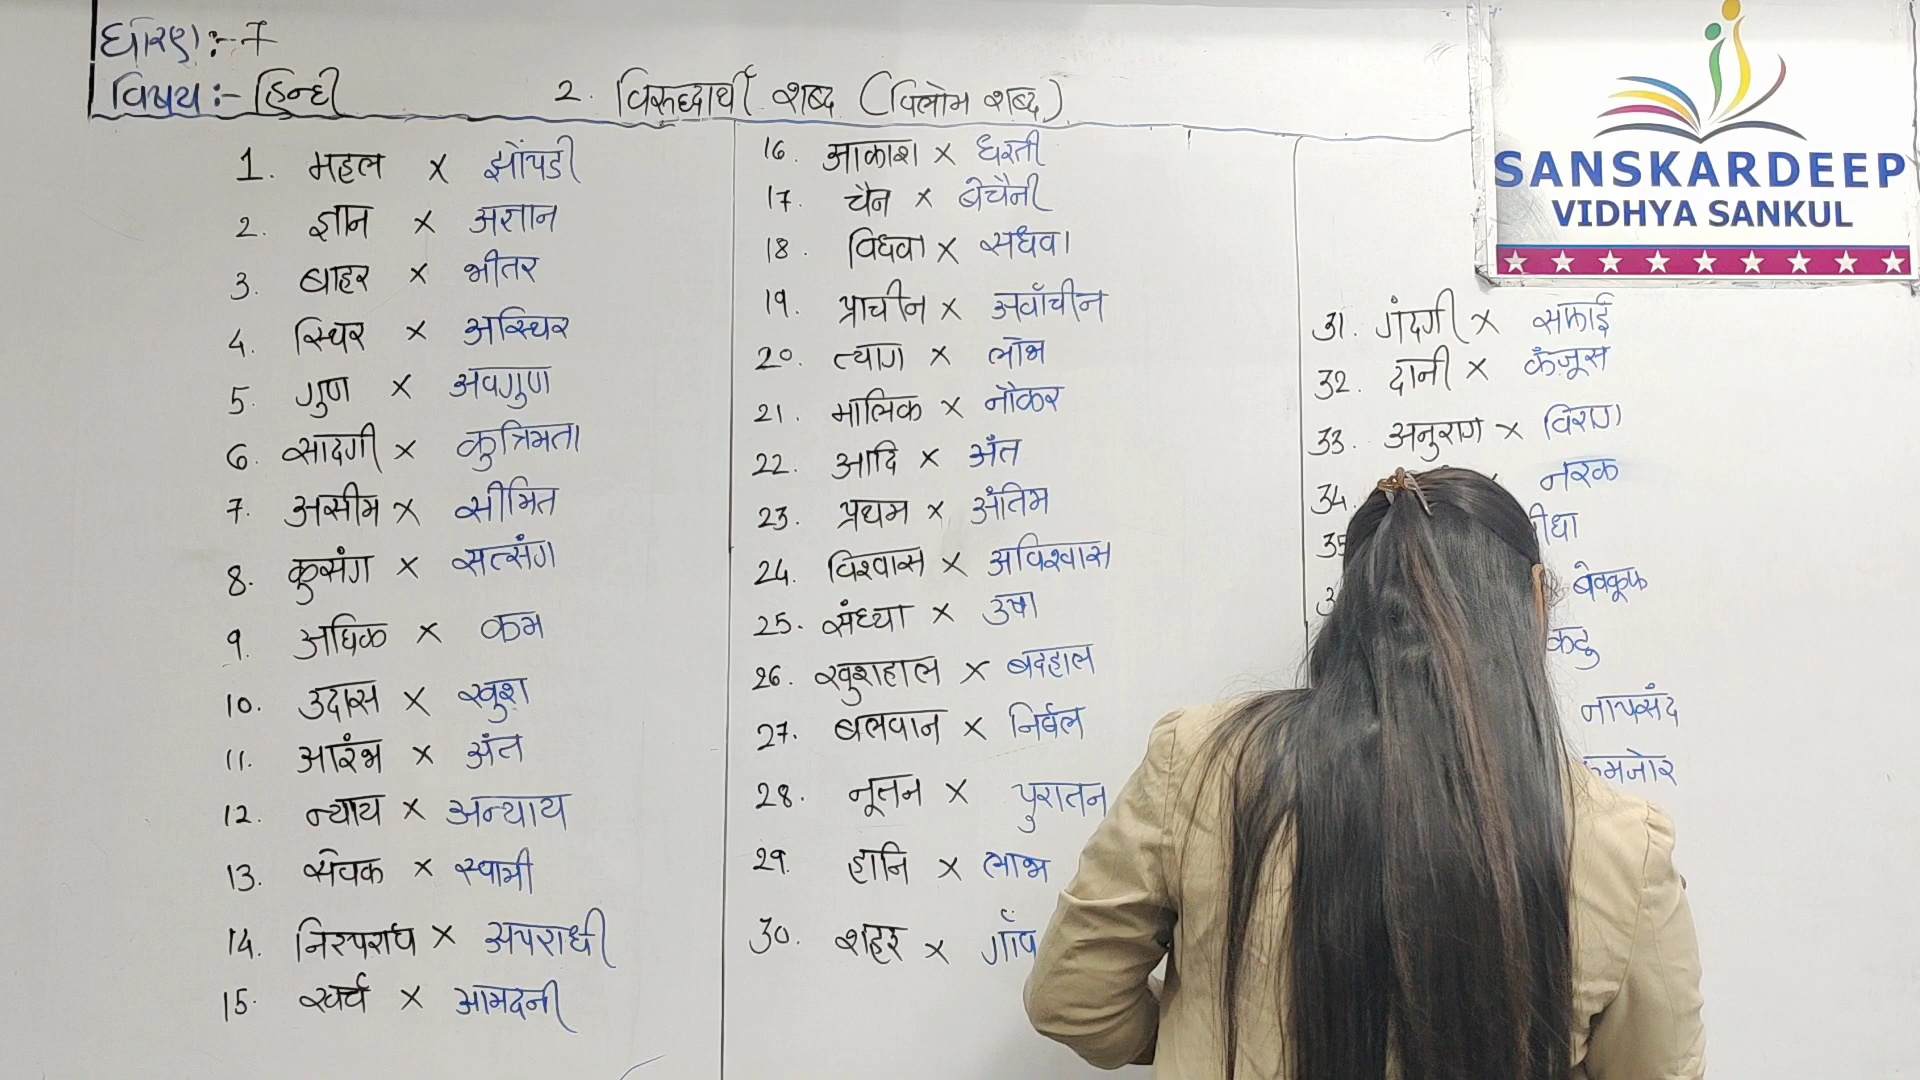 धोरण :- 7
विषय :- हिन्दी
2. विरुद्धार्थी शब्द (विलोम शब्द)
1. महल x झोंपडी
2. ज्ञान x अज्ञान
3. बाहर x भीतर
4. स्थिर x अस्थिर
5. गुण x अवगुण
6. सादगी x कुत्रिमता
7. असीम x सीमित
8. कुसंग x सत्संग
9. अधिक x कम
10. उदास x खुश
11. आरंभ x अंत
12. न्याय x अन्याय
13. सेवक x स्वामी
14. निरपराध x अपराधी
15. खर्च x आमदनी
16. आकाश x धरती
17. चैन x बेचैनी
18. विधवा x सधवा
19. प्राचीन x अर्वाचीन
20. त्याग x लोभ
21. मालिक x नौकर
22. आदि x अंत
23. प्रथम x अंतिम
24. विश्वास x अविश्वास
25. संध्या x उषा
26. खुशहाल x बदहाल
27. बलवान x निर्बल
28. नूतन x पुरातन
29. हानि x लाभ
30. शहर x गाँव
31. गंदगी x सफाई
32. दानी x कंजूस
33. अनुराग x विराग
34. नरक
35
बेवकूफ
कटु
नापसंद
SANSKARDEEP
VIDHYA SANKUL